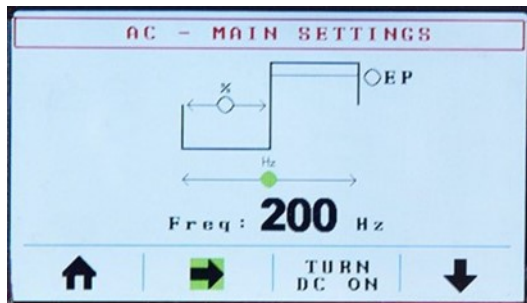 AC - MAIN SETTINGS
%
EP
Hz
Freq: 200 Hz
TURN
DC ON